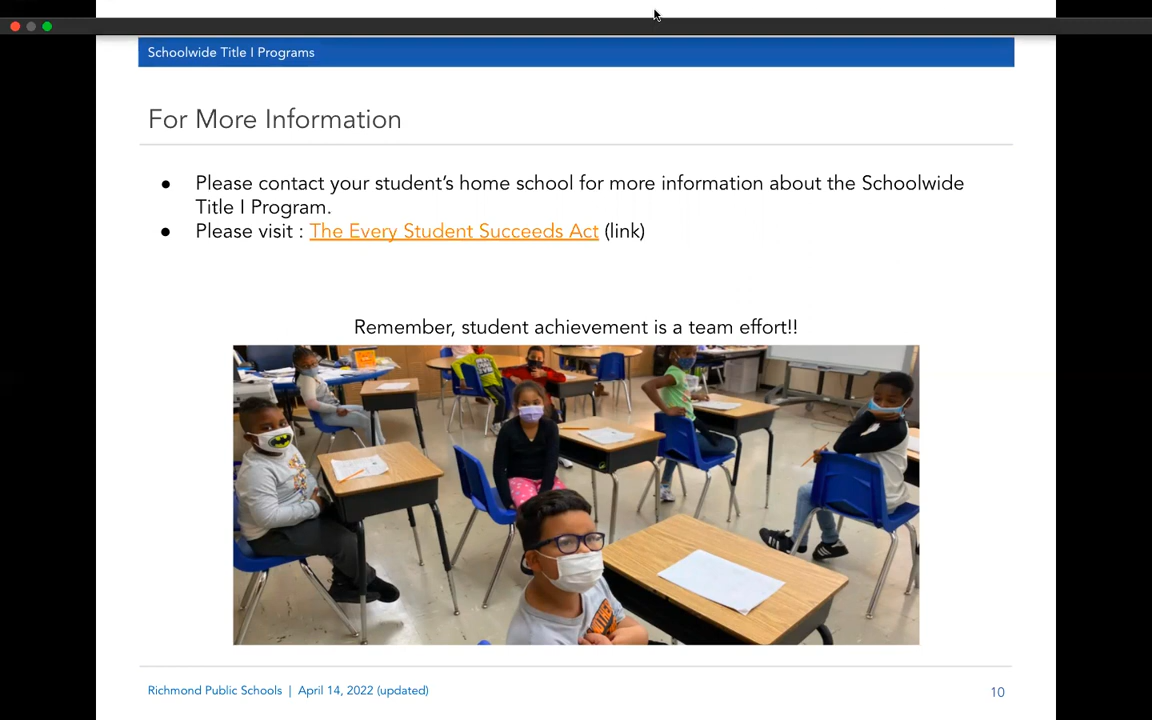 Schoolwide Title I Programs
For More Information
● Please contact your student's home school for more information about the Schoolwide
Title I Program.
● Please visit : The Every Student Succeeds Act (link)
Remember, student achievement is a team effort!!
Richmond Public Schools | April 14, 2022 (updated)
10